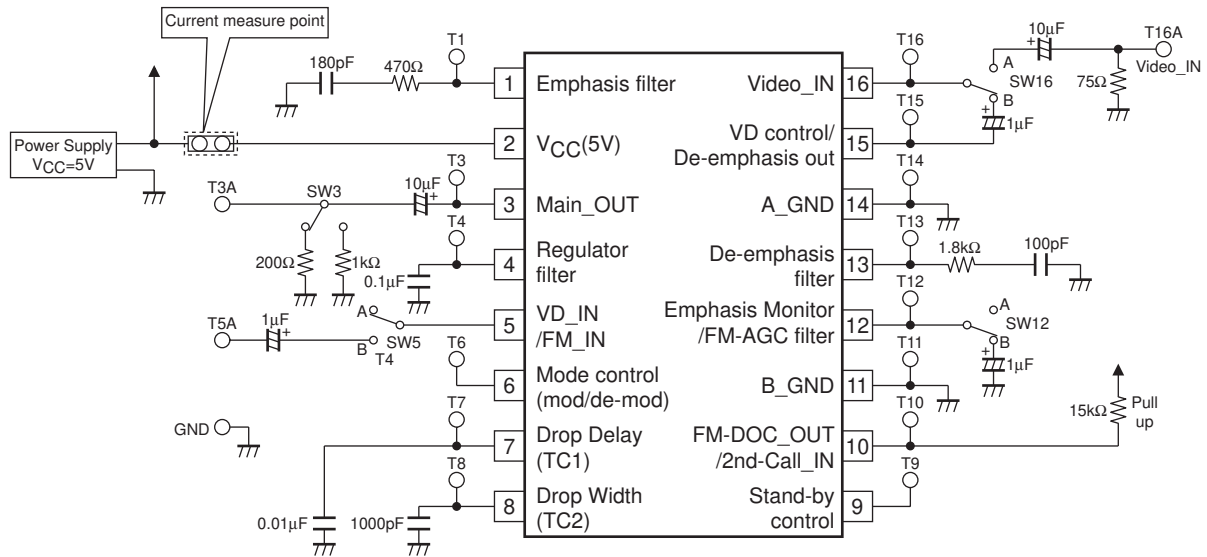 Current measure point
Power Supply
VCC=5V
T3A
SW3
200Ω
1kΩ
10µF
+
T5A
1µF
+
A
B
SW5
T4
GND
180pF
470Ω
T1
T3
T4
0.1µF
T6
T7
T8
0.01µF
1000pF
1
Emphasis filter
2
VCC(5V)
3
Main_OUT
4
Regulator
filter
5
VD_IN
/FM_IN
6
Mode control
(mod/de-mod)
7
Drop Delay
(TC1)
8
Drop Width
(TC2)
Video_IN
16
VD control/
De-emphasis out
15
A_GND
14
De-emphasis
filter
13
Emphasis Monitor
/FM-AGC filter
12
B_GND
11
FM-DOC_OUT
/2nd-Call_IN
10
Stand-by
control
9
T16
T15
T14
T13
T12
T11
T10
T9
A
SW16
B
+
1µF
10µF
+
T16A
Video_IN
75Ω
1.8kΩ
100pF
A
SW12
B
+
1µF
15kΩ
Pull
up